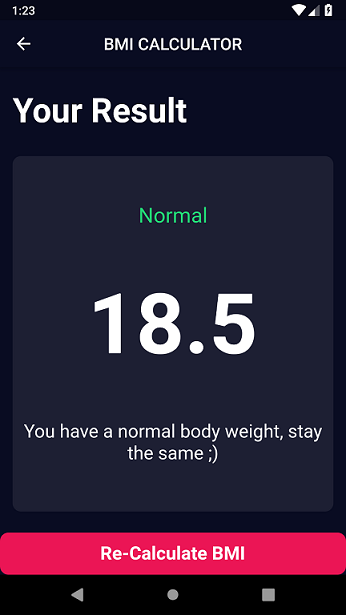 1:23
BMI CALCULATOR
Your Result
Normal
18.5
You have a normal body weight, stay
the same ;)
Re-Calculate BMI